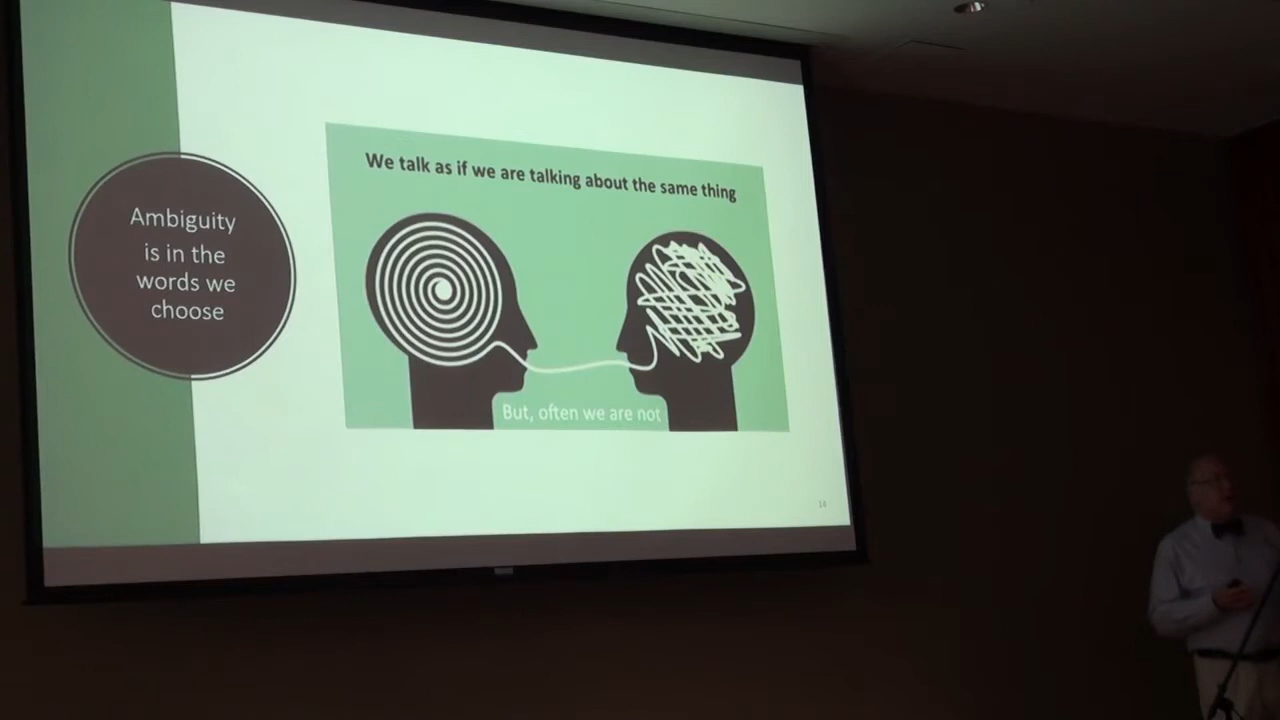 Ambiguity
is in the
words we
choose
We talk as if we are talking about the same thing
But, often we are not
14